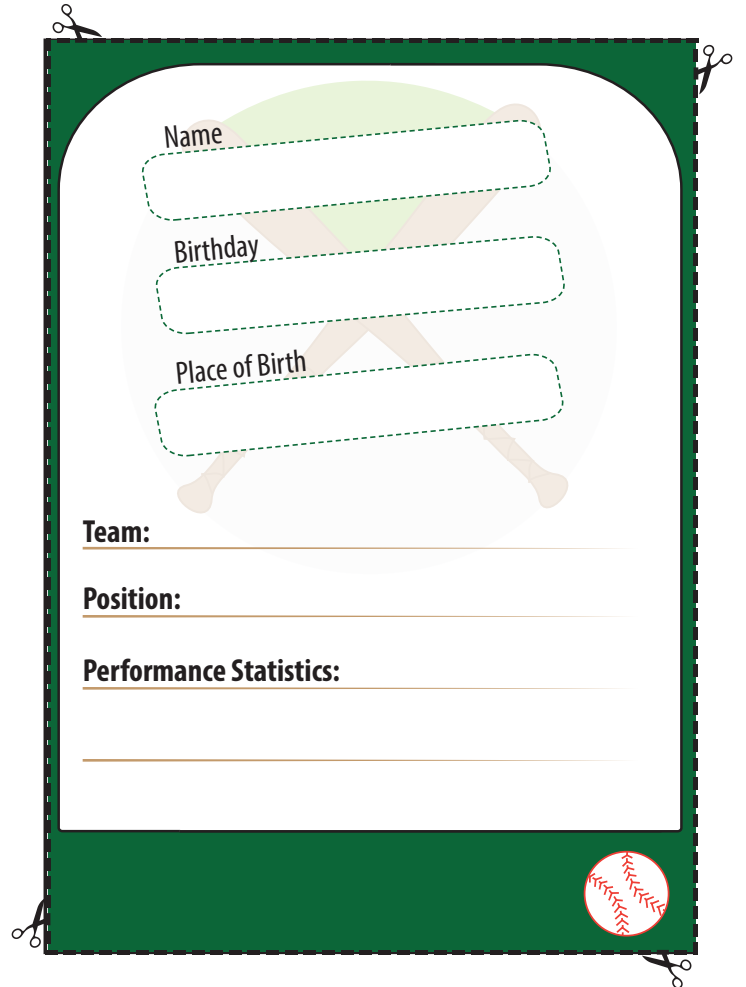 Name
Birthday
Place of Birth
Team:
Position:
Performance Statistics: